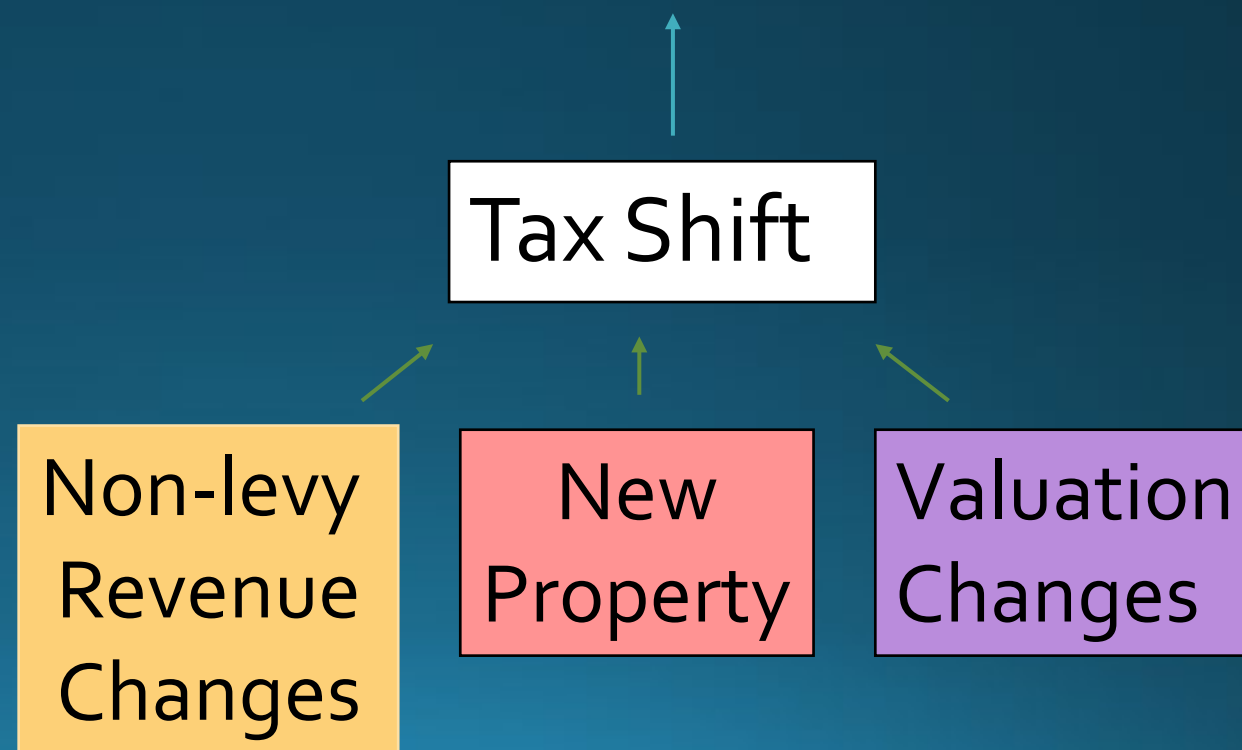 Tax Shift
Non-levy
Revenue
Changes
New
Property
Valuation
Changes